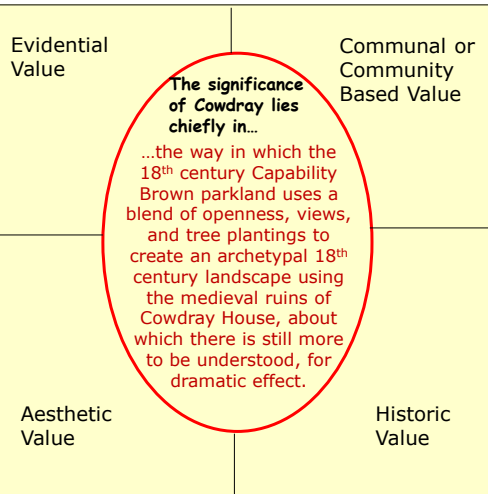 Evidential
Value
Communal or
Community
Based Value
The significance
of Cowdray lies
chiefly in...
...the way in which the
18th century Capability
Brown parkland uses a
blend of openness, views,
and tree plantings to
create an archetypal 18th
century landscape using
the medieval ruins of
Cowdray House, about
which there is still more
to be understood, for
dramatic effect.
Aesthetic
Value
Historic
Value